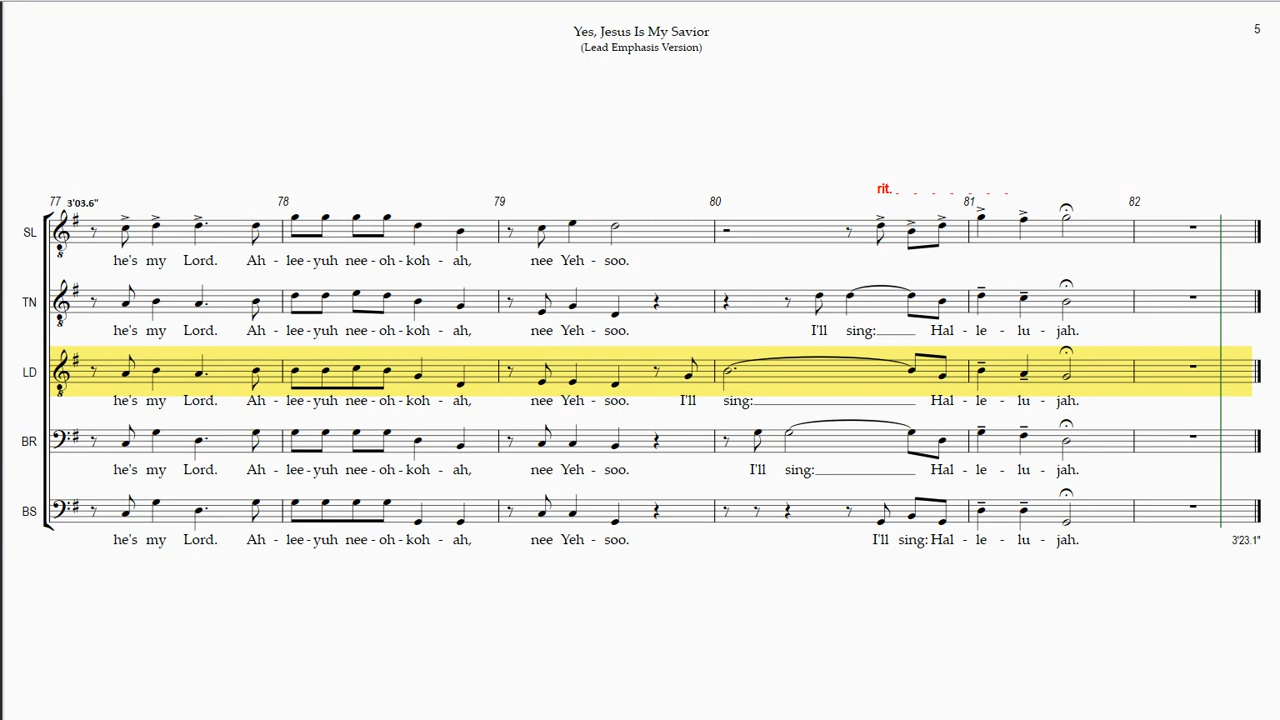 Yes, Jesus Is My Savior
5
(Lead Emphasis Version)
rit.
77 3'03.6" 78 79 80 81 82
SL
he's my Lord. Ah - lee - yuh nee - oh - koh - ah, nee Yeh - soo.
TN
he's my Lord. Ah - lee - yuh nee - oh - koh - ah, nee Yeh - soo. I'll sing: Hal - le - lu - jah.
LD
he's my Lord. Ah - lee - yuh nee - oh - koh - ah, nee Yeh - soo. I'll sing: Hal - le - lu - jah.
BR
he's my Lord. Ah - lee - yuh nee - oh - koh - ah, nee Yeh - soo. I'll sing: Hal - le - lu - jah.
BS
he's my Lord. Ah - lee - yuh nee - oh - koh - ah, nee Yeh - soo. I'll sing: Hal - le - lu - jah.
3'23.1"